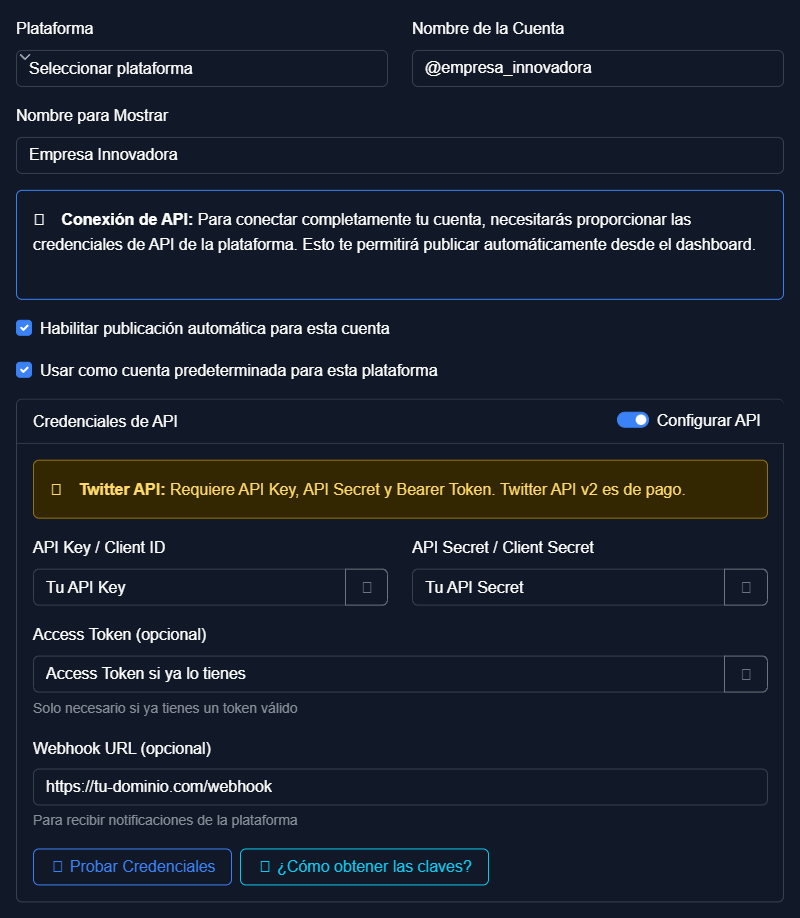 Plataforma
Nombre de la Cuenta
Seleccionar plataforma
@empresa_innovadora
Nombre para Mostrar
Empresa Innovadora
Conexión de API: Para conectar completamente tu cuenta, necesitarás proporcionar las
credenciales de API de la plataforma. Esto te permitirá publicar automáticamente desde el dashboard.
Habilitar publicación automática para esta cuenta
Usar como cuenta predeterminada para esta plataforma
Credenciales de API
Configurar API
Twitter API: Requiere API Key, API Secret y Bearer Token. Twitter API v2 es de pago.
API Key / Client ID
API Secret / Client Secret
Tu API Key
Tu API Secret
Access Token (opcional)
Access Token si ya lo tienes
Solo necesario si ya tienes un token válido
Webhook URL (opcional)
https://tu-dominio.com/webhook
Para recibir notificaciones de la plataforma
Probar Credenciales
¿Cómo obtener las claves?